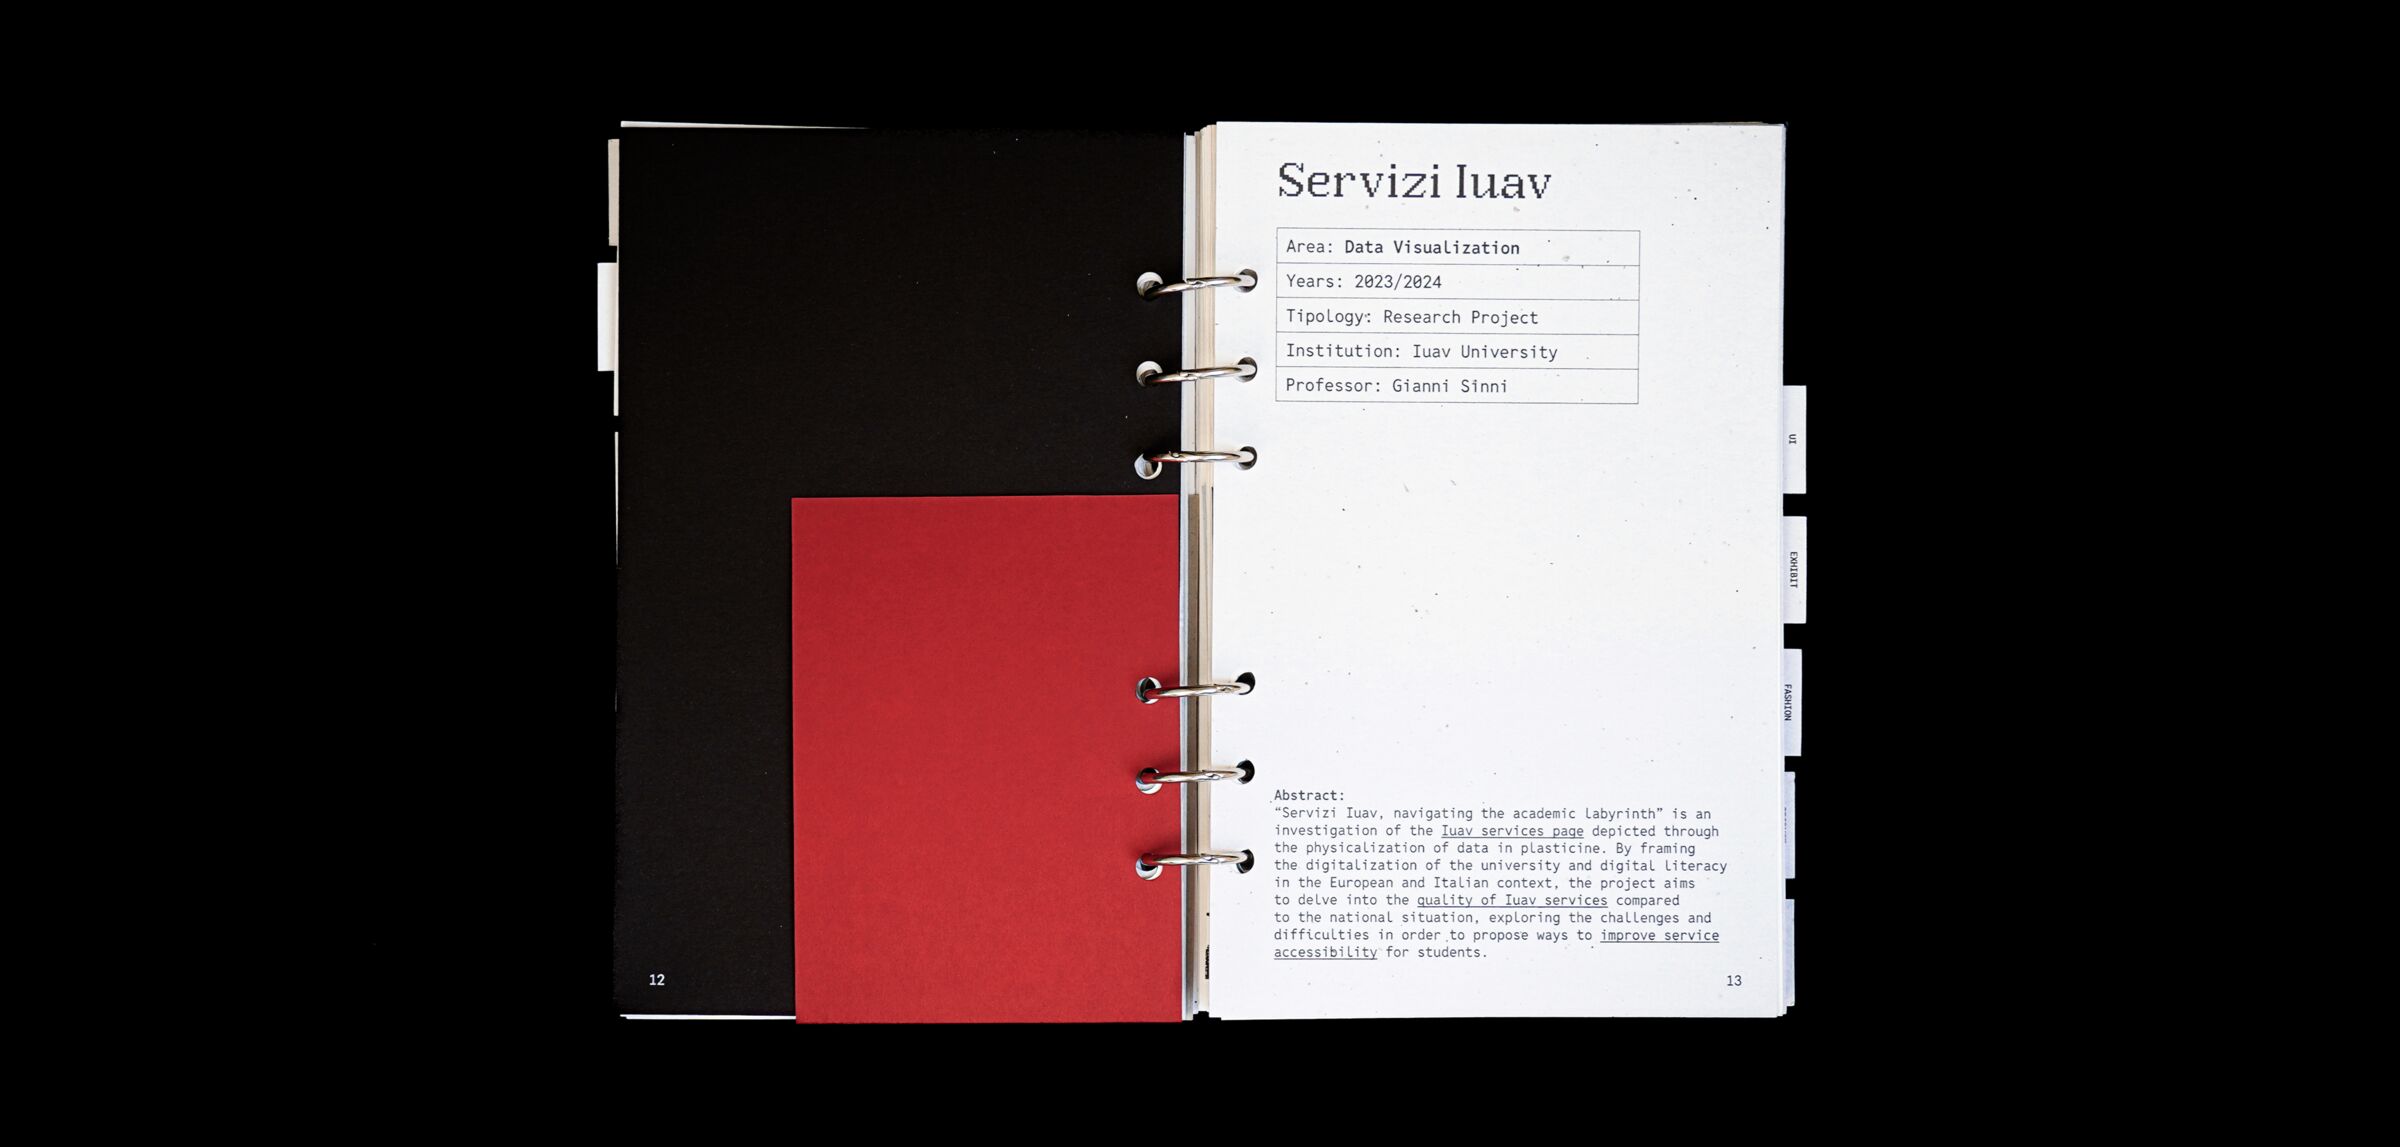 Servizi Iuav
Area: Data Visualization
Years: 2023/2024
Tipology: Research Project
Institution: Iuav University
Professor: Gianni Sinni
UI
EXHIBIT
FASHION
Abstract:
“Servizi Iuav, navigating the academic labyrinth” is an
investigation of the Iuav services page depicted through
the physicalization of data in plasticine. By framing
the digitalization of the university and digital literacy
in the European and Italian context, the project aims
to delve into the quality of Iuav services compared
to the national situation, exploring the challenges and
difficulties in order to propose ways to improve service
accessibility for students.
12
13